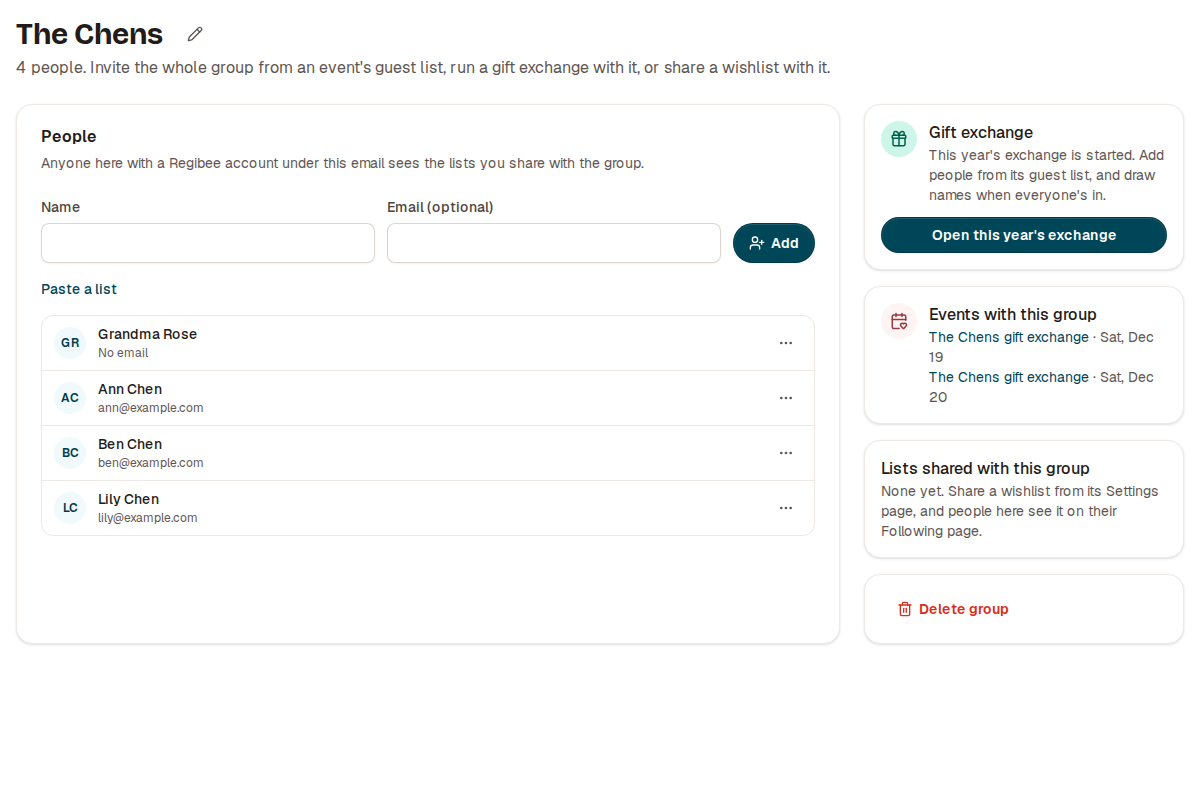 The Chens
4 people. Invite the whole group from an event's guest list, run a gift exchange with it, or share a wishlist with it.
People
Anyone here with a Regibee account under this email sees the lists you share with the group.
Name
Email (optional)
Add
Paste a list
GR
Grandma Rose
No email
AC
Ann Chen
ann@example.com
BC
Ben Chen
ben@example.com
LC
Lily Chen
lily@example.com
Gift exchange
This year's exchange is started. Add
people from its guest list, and draw
names when everyone's in.
Open this year's exchange
Events with this group
The Chens gift exchange · Sat, Dec
19
The Chens gift exchange · Sat, Dec
20
Lists shared with this group
None yet. Share a wishlist from its Settings
page, and people here see it on their
Following page.
Delete group